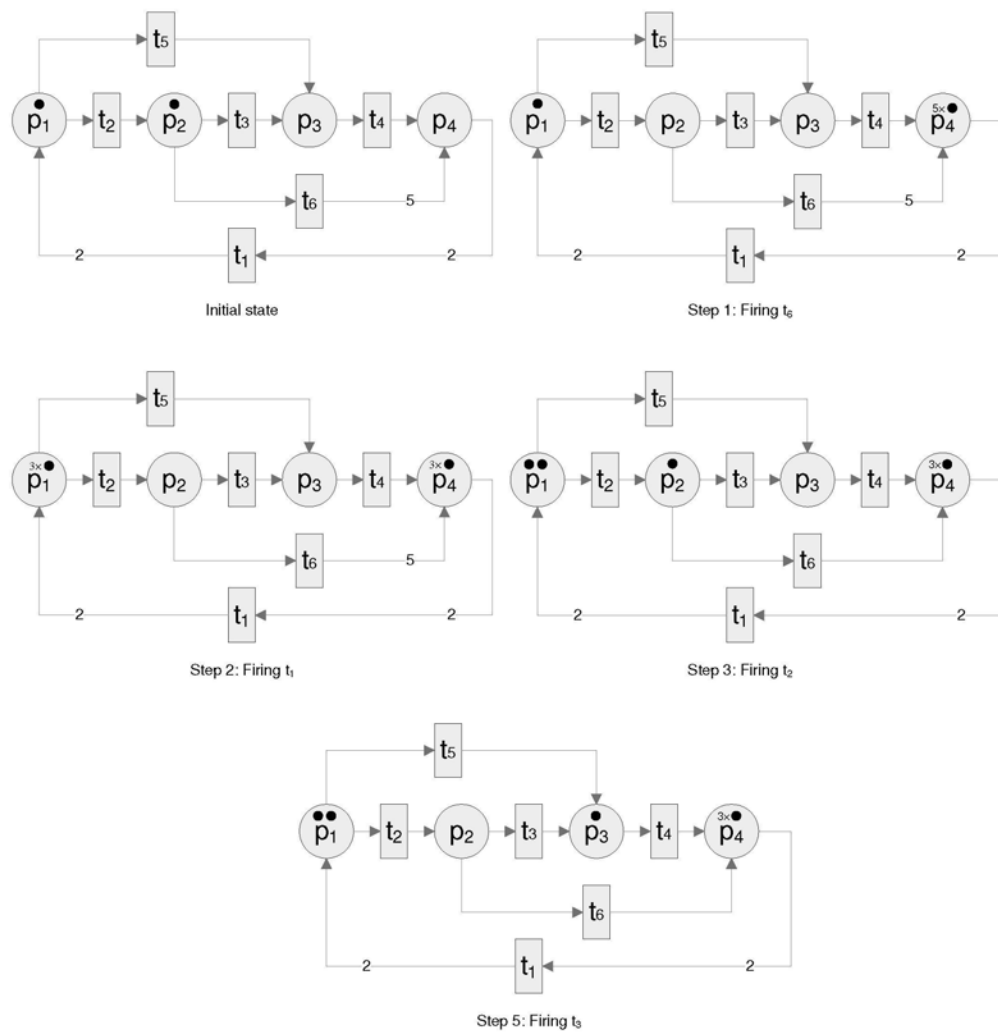 t5
p1 t2 p2 t3 p3 t4 p4
t6 5
2 t1 2
Initial state
t5
p1 t2 p2 t3 p3 t4 5× p4
t6 5
2 t1 2
Step 1: Firing t6
t5
3× p1 t2 p2 t3 p3 t4 3× p4
t6 5
2 t1 2
Step 2: Firing t1
t5
p1 t2 p2 t3 p3 t4 3× p4
t6
2 t1 2
Step 3: Firing t2
t5
p1 t2 p2 t3 p3 t4 3× p4
t6
2 t1 2
Step 5: Firing t3